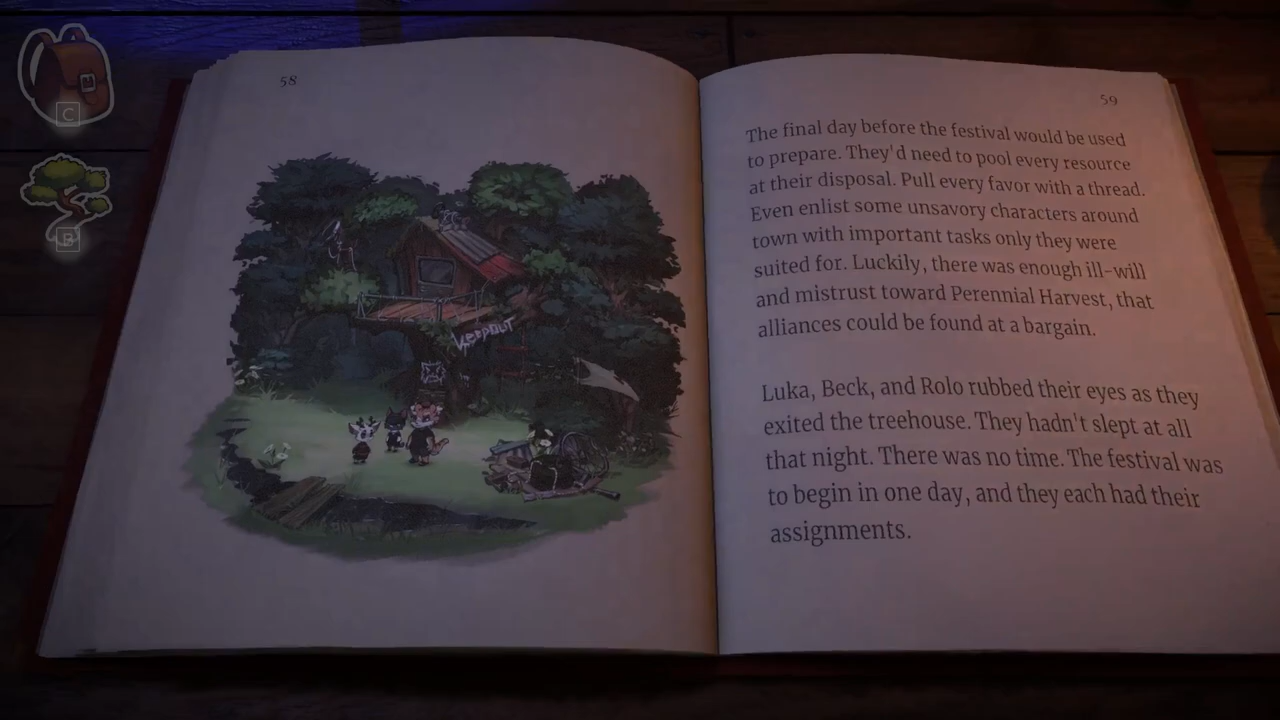 58
C
B
KEEP OUT
59
The final day before the festival would be used
to prepare. They'd need to pool every resource
at their disposal. Pull every favor with a thread.
Even enlist some unsavory characters around
town with important tasks only they were
suited for. Luckily, there was enough ill-will
and mistrust toward Perennial Harvest, that
alliances could be found at a bargain.
Luka, Beck, and Rolo rubbed their eyes as they
exited the treehouse. They hadn't slept at all
that night. There was no time. The festival was
to begin in one day, and they each had their
assignments.